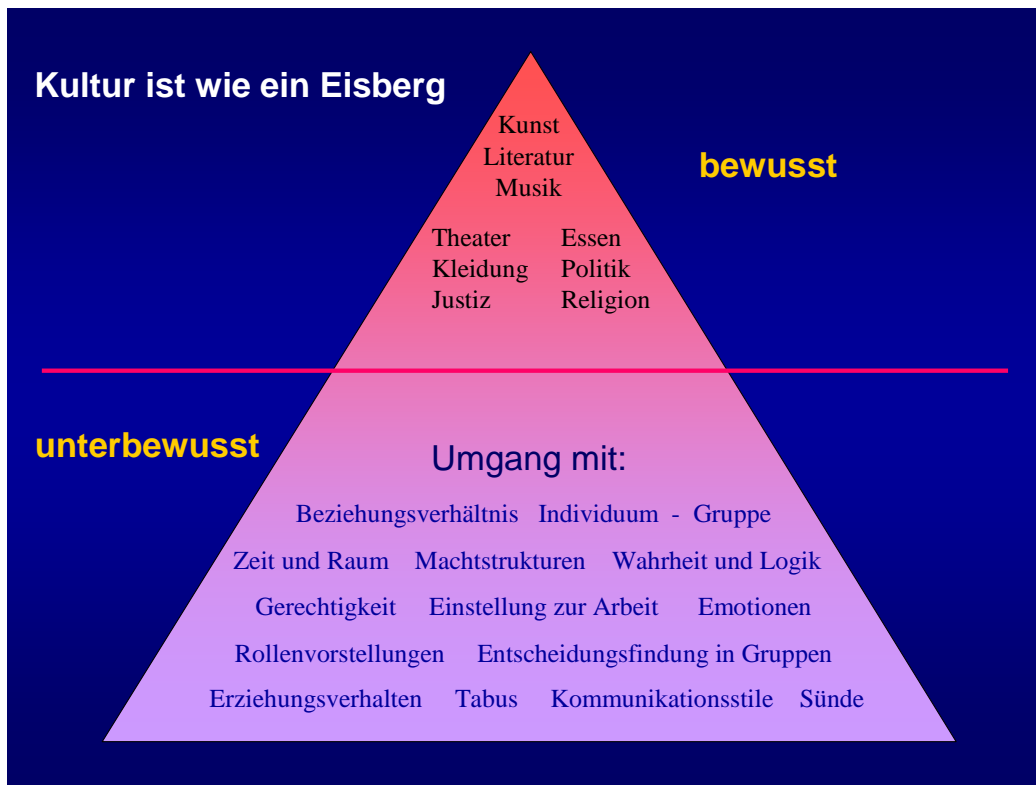 Kultur ist wie ein Eisberg
Kunst
Literatur
Musik
bewusst
Theater Essen
Kleidung Politik
Justiz Religion
unterbewusst
Umgang mit:
Beziehungsverhältnis Individuum - Gruppe
Zeit und Raum Machtstrukturen Wahrheit und Logik
Gerechtigkeit Einstellung zur Arbeit Emotionen
Rollenvorstellungen Entscheidungsfindung in Gruppen
Erziehungsverhalten Tabus Kommunikationsstile Sünde